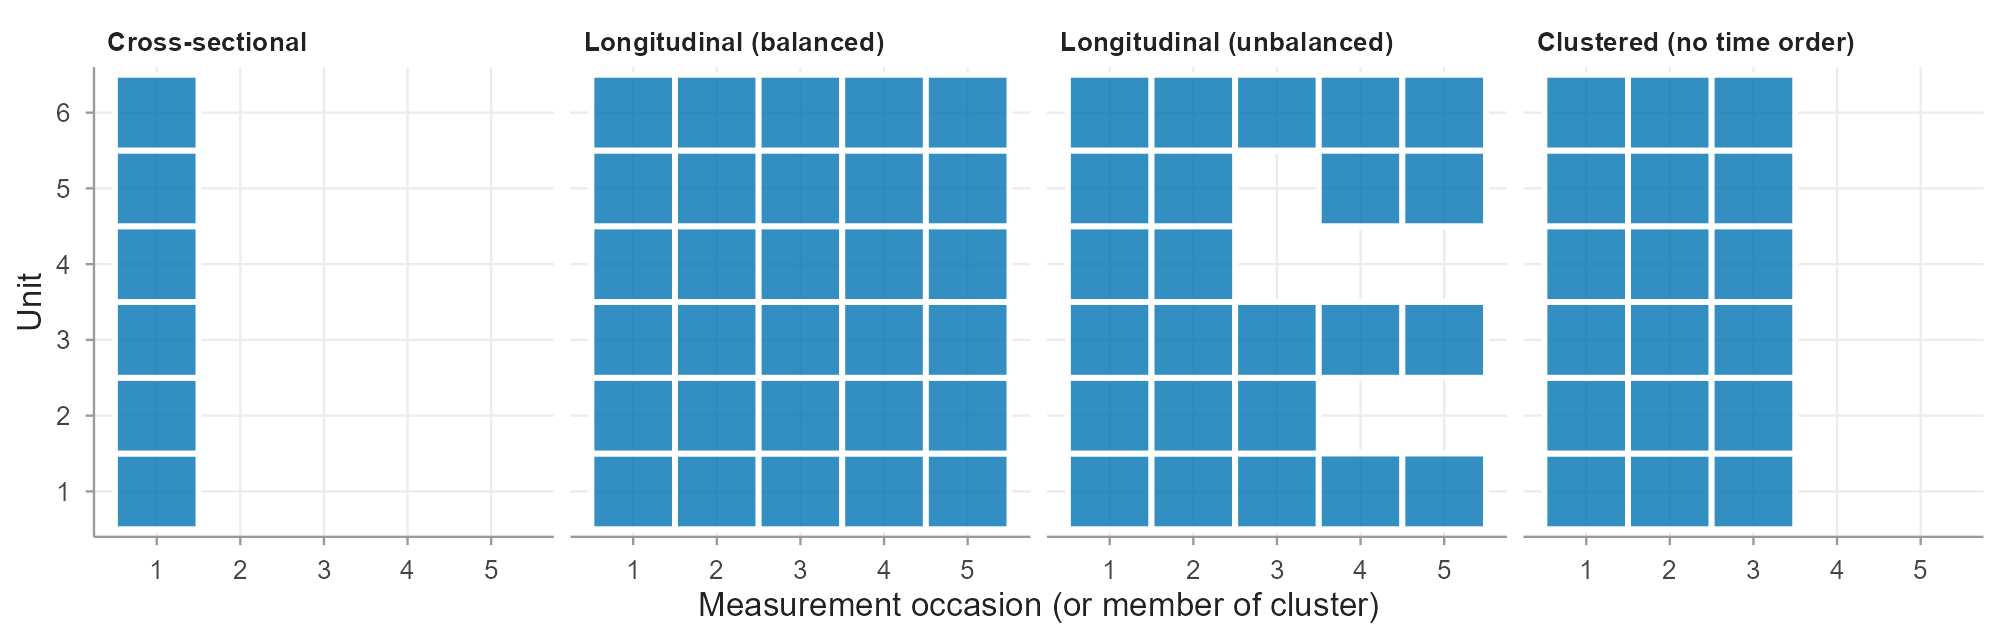 Cross-sectional
Longitudinal (balanced)
Longitudinal (unbalanced)
Clustered (no time order)
Unit
6
5
4
3
2
1
1 2 3 4 5
1 2 3 4 5
1 2 3 4 5
1 2 3 4 5
Measurement occasion (or member of cluster)